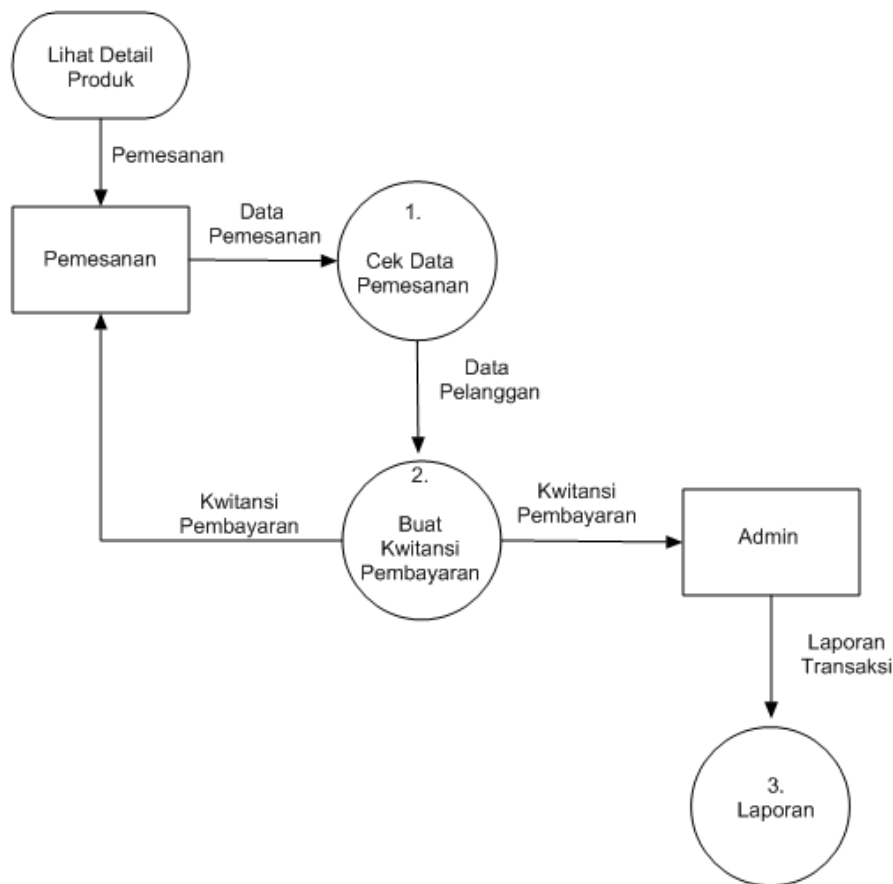 Lihat Detail
Produk
Pemesanan
Pemesanan
Data
Pemesanan
1.
Cek Data
Pemesanan
Data
Pelanggan
Kwitansi
Pembayaran
2.
Buat
Kwitansi
Pembayaran
Kwitansi
Pembayaran
Admin
Laporan
Transaksi
3.
Laporan